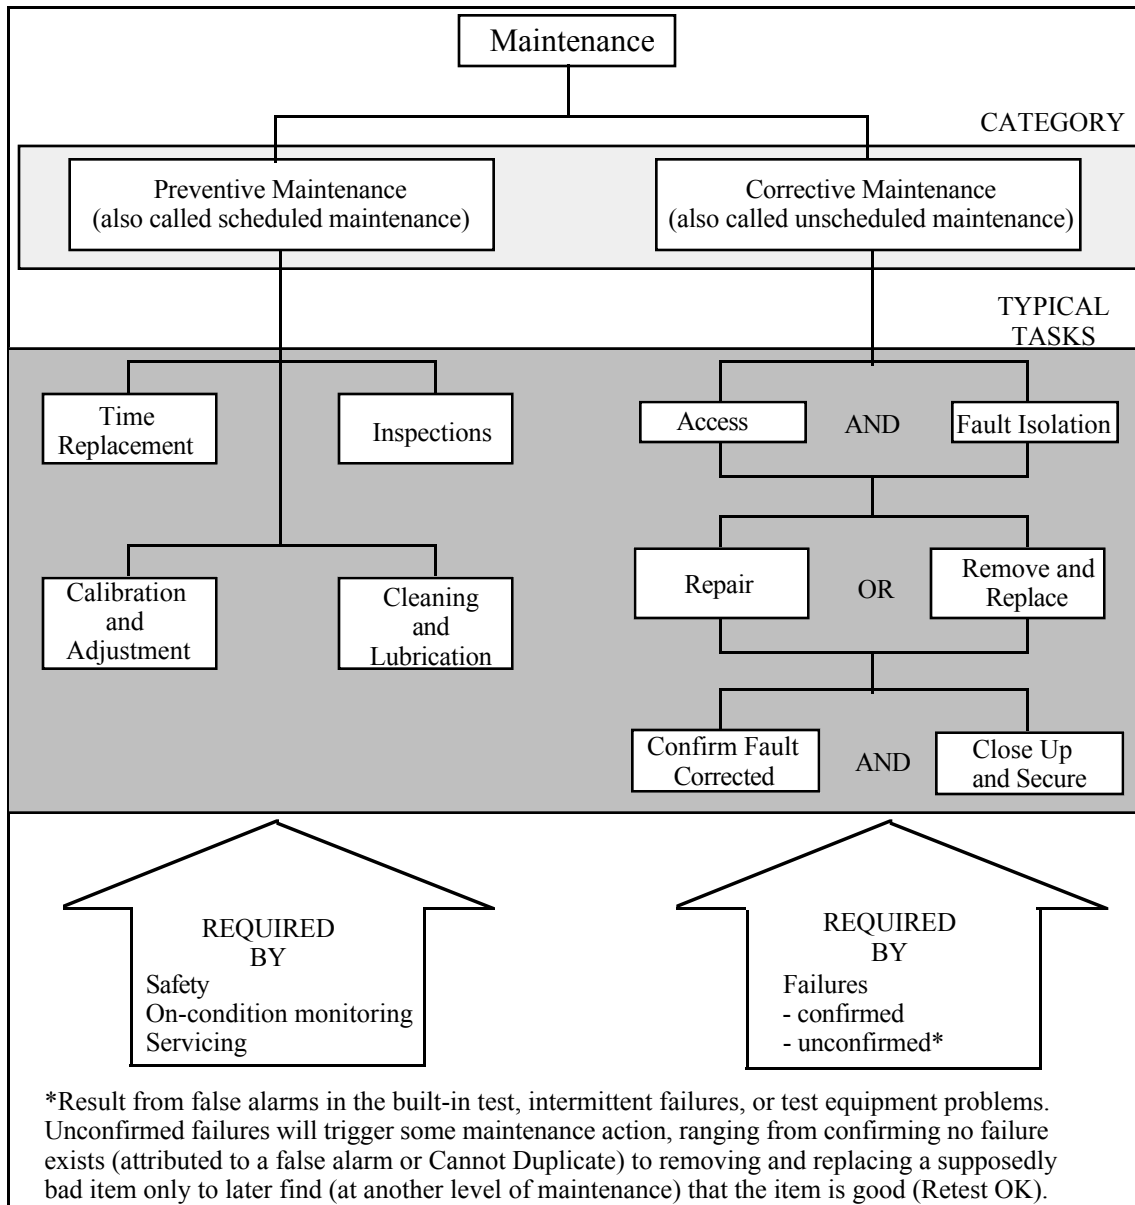 Maintenance
CATEGORY
Preventive Maintenance
(also called scheduled maintenance)
Corrective Maintenance
(also called unscheduled maintenance)
TYPICAL
TASKS
Time
Replacement
Inspections
Calibration
and
Adjustment
Cleaning
and
Lubrication
Access
AND
Fault Isolation
Repair
OR
Remove and
Replace
Confirm Fault
Corrected
AND
Close Up
and Secure
REQUIRED
BY
Safety
On-condition monitoring
Servicing
REQUIRED
BY
Failures
- confirmed
- unconfirmed*
*Result from false alarms in the built-in test, intermittent failures, or test equipment problems.
Unconfirmed failures will trigger some maintenance action, ranging from confirming no failure
exists (attributed to a false alarm or Cannot Duplicate) to removing and replacing a supposedly
bad item only to later find (at another level of maintenance) that the item is good (Retest OK).